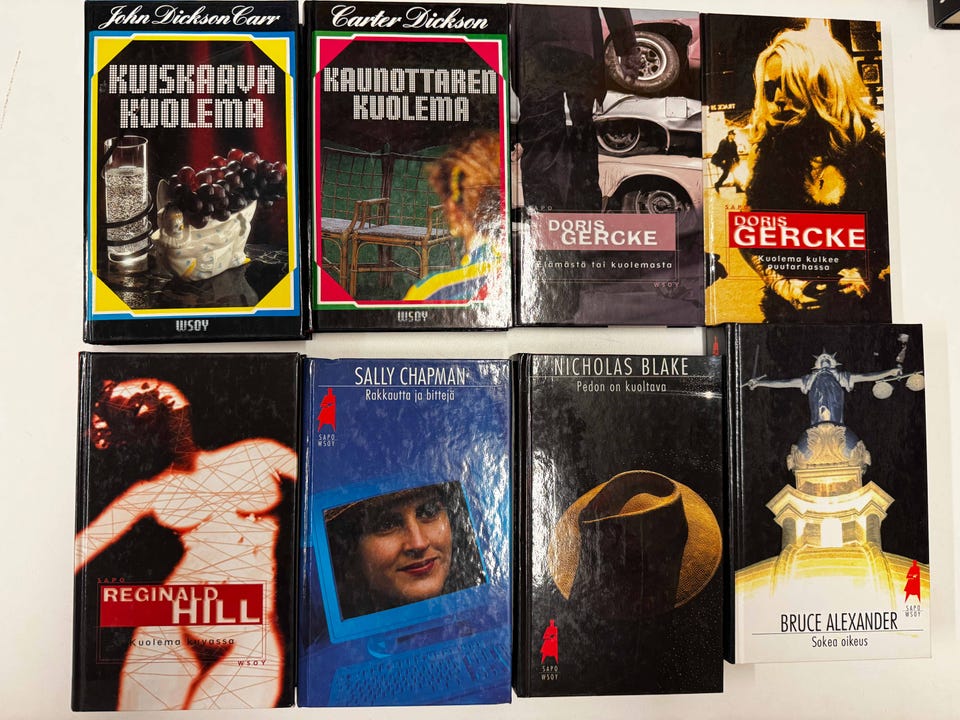 John Dickson Carr
KUISKAAVA
KUOLEMA
WSOY
Carter Dickson
KAUNOTTAREN
KUOLEMA
WSOY
SAPO
DORIS
GERCKE
Elämästä tai kuolemasta
WSOY
SAPO
DORIS
GERCKE
Kuolema kulkee
puutarhassa
SAPO
REGINALD
HILL
Kuolema kuvassa
WSOY
SALLY CHAPMAN
Rakkautta ja bittejä
SAPO
WSOY
NICHOLAS BLAKE
Pedon on kuoltava
SAPO
WSOY
BRUCE ALEXANDER
Sokea oikeus
SAPO
WSOY